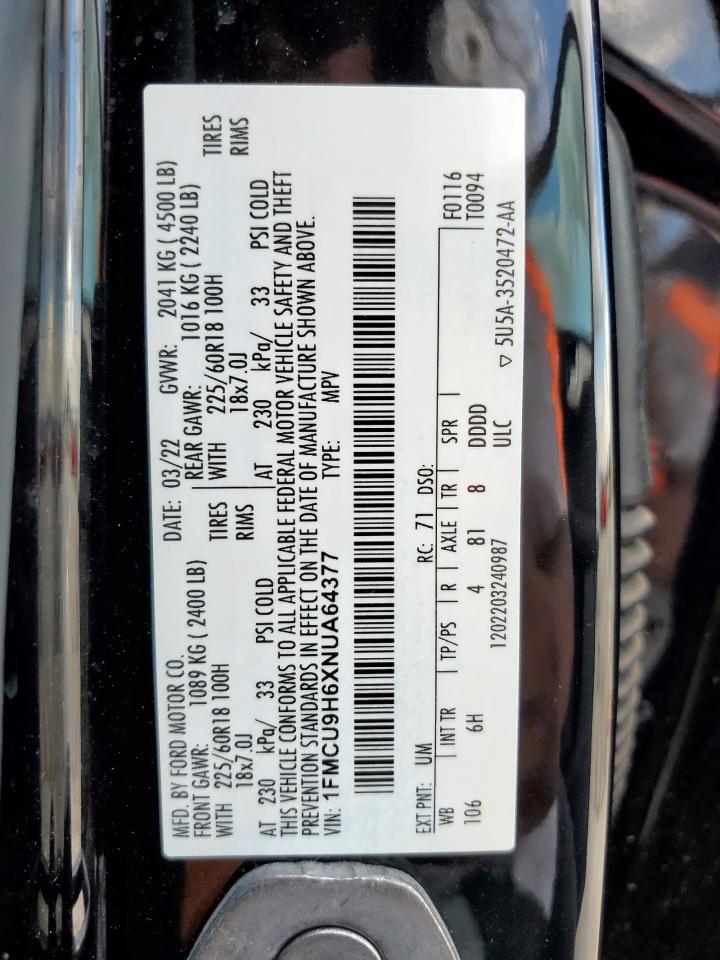 MFD. BY FORD MOTOR CO.
DATE: 03/22 GVWR: 2041 KG ( 4500 LB)
FRONT GAWR: 1089 KG ( 2400 LB)
REAR GAWR: 1016 KG ( 2240 LB)
WITH 225/60R18 100H TIRES
WITH 225/60R18 100H TIRES
18x7.0J RIMS
18x7.0J RIMS
AT 230 kPa/ 33 PSI COLD
AT 230 kPa/ 33 PSI COLD
THIS VEHICLE CONFORMS TO ALL APPLICABLE FEDERAL MOTOR VEHICLE SAFETY AND THEFT
PREVENTION STANDARDS IN EFFECT ON THE DATE OF MANUFACTURE SHOWN ABOVE.
VIN: 1FMCU9H6XNUA64377 TYPE: MPV
EXT PNT: UM RC: 71 DSO: F0116
WB INT TR TP/PS R AXLE TR SPR T0094
106 6H 4 81 8 DDDD
1202203240987 ULC ▽ 5U5A-3520472-AA